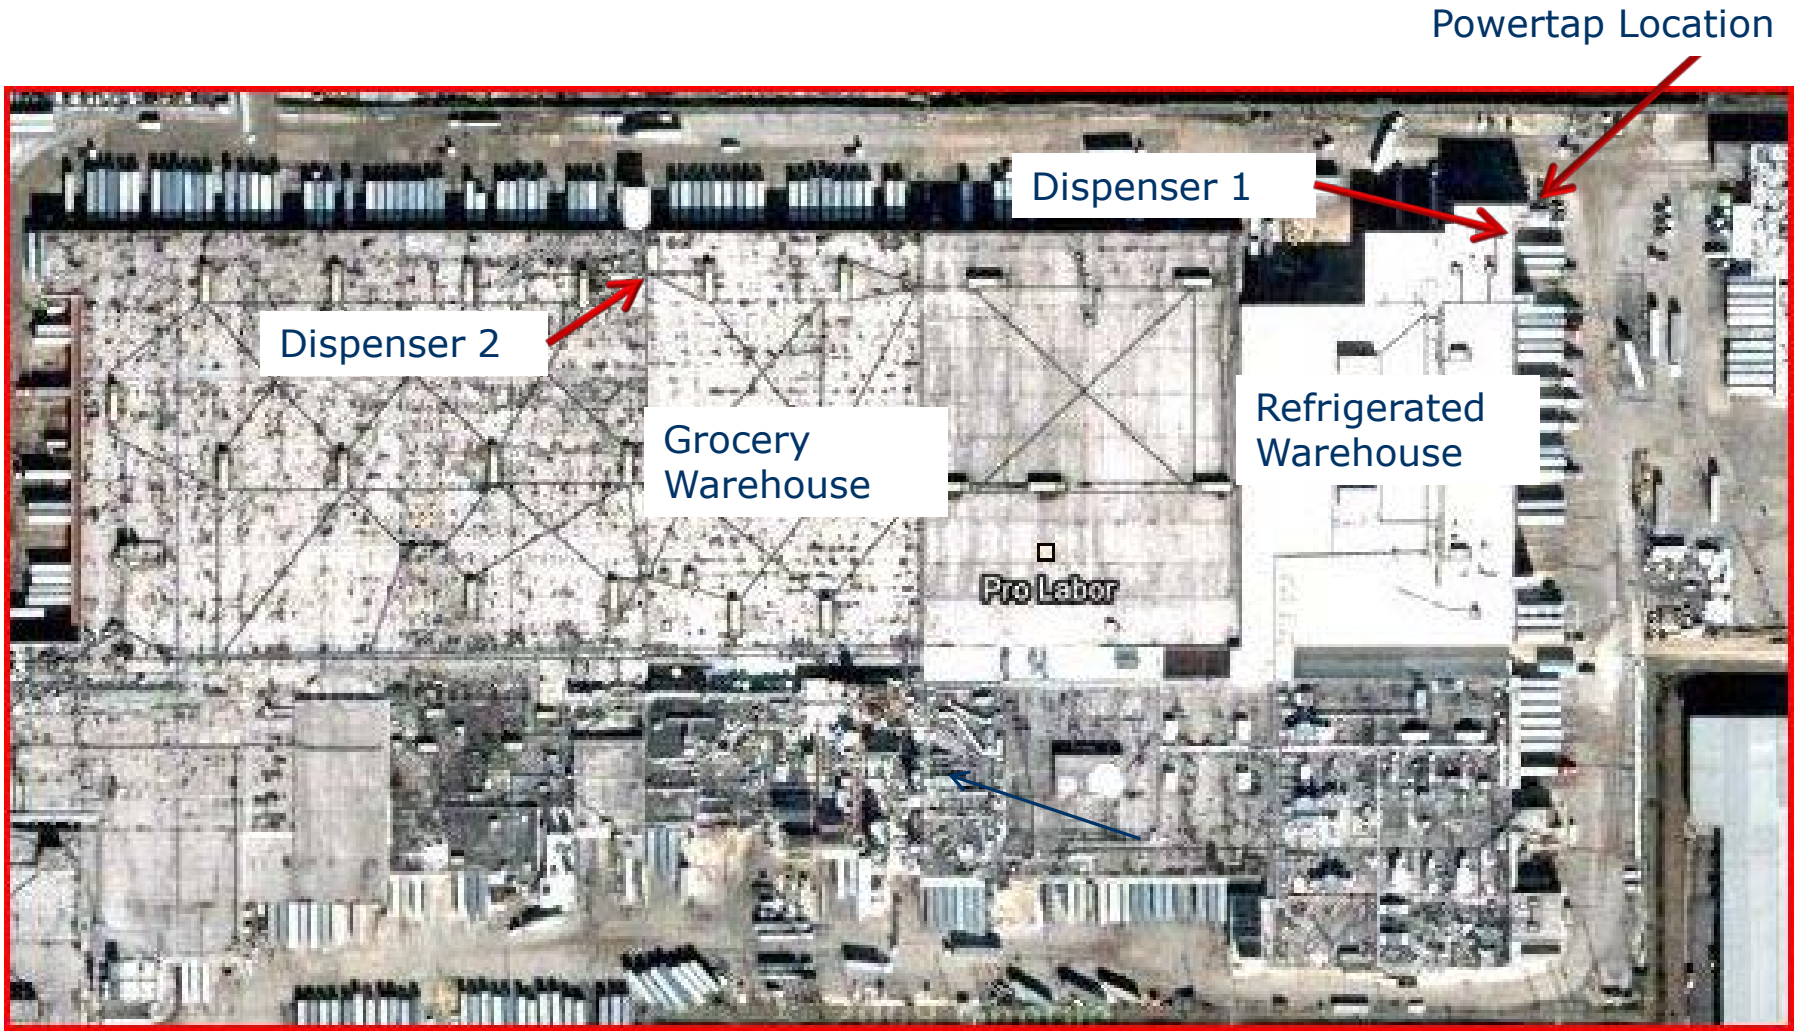 Powertap Location
Dispenser 1
Dispenser 2
Grocery
Warehouse
Refrigerated
Warehouse
Pro Labor